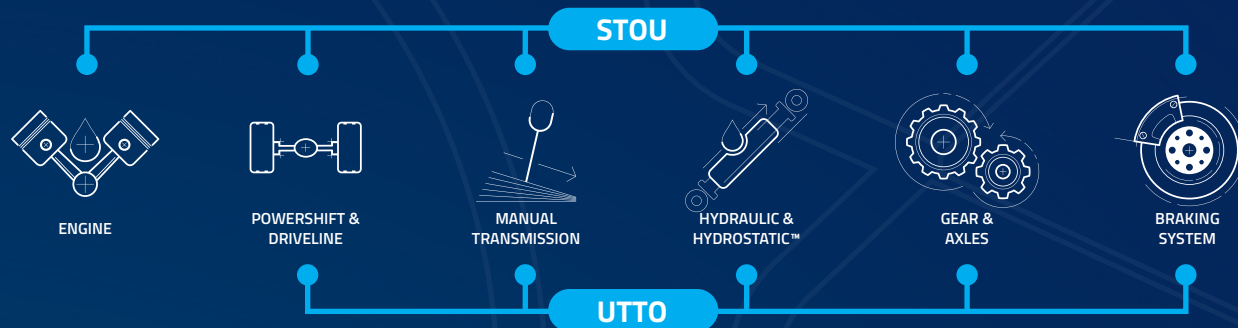 STOU
ENGINE
POWERSHIFT &
DRIVELINE
MANUAL
TRANSMISSION
HYDRAULIC &
HYDROSTATIC™
GEAR &
AXLES
BRAKING
SYSTEM
UTTO